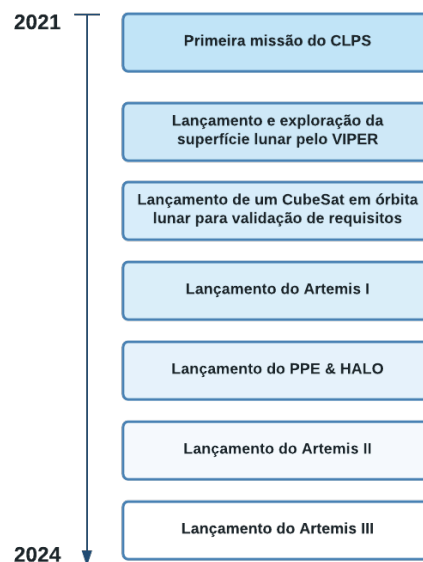 2021
Primeira missão do CLPS
Lançamento e exploração da
superfície lunar pelo VIPER
Lançamento de um CubeSat em órbita
lunar para validação de requisitos
Lançamento do Artemis I
Lançamento do PPE & HALO
Lançamento do Artemis II
Lançamento do Artemis III
2024